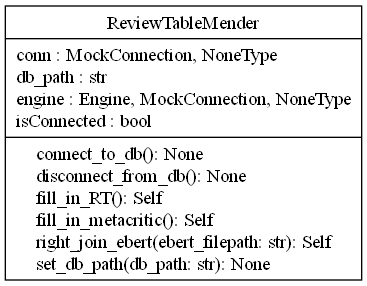 ReviewTableMender
conn : MockConnection, NoneType
db_path : str
engine : Engine, MockConnection, NoneType
isConnected : bool
connect_to_db(): None
disconnect_from_db(): None
fill_in_RT(): Self
fill_in_metacritic(): Self
right_join_ebert(ebert_filepath: str): Self
set_db_path(db_path: str): None